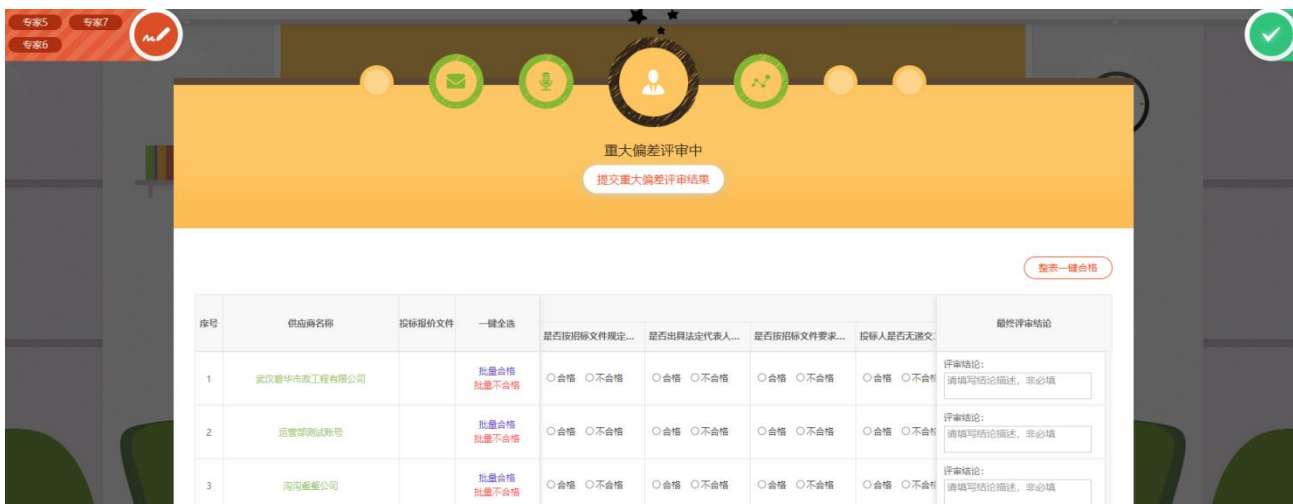 专家5 专家7
专家6
重大偏差评审中
提交重大偏差评审结果
整表一键合格
序号 供应商名称 投标报价文件 一键全选 是否按招标文件规定... 是否出具法定代表人... 是否按招标文件要求... 投标人是否无递交 最终评审结论
1 武汉碧华市政工程有限公司 批量合格 批量不合格 合格 不合格 合格 不合格 合格 不合格 合格 不合格 评审结论: 请填写结论描述,非必填
2 运营部测试账号 批量合格 批量不合格 合格 不合格 合格 不合格 合格 不合格 合格 不合格 评审结论: 请填写结论描述,非必填
3 批量合格 批量不合格 合格 不合格 合格 不合格 合格 不合格 合格 不合格 评审结论: 请填写结论描述,非必填